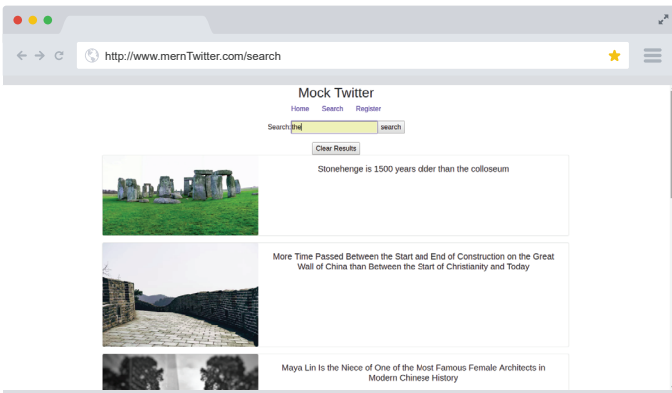 http://www.mernTwitter.com/search
Mock Twitter
Home Search Register
Search:the search
Clear Results
Stonehenge is 1500 years older than the colloseum
More Time Passed Between the Start and End of Construction on the Great
Wall of China than Between the Start of Christianity and Today
Maya Lin Is the Niece of One of the Most Famous Female Architects in
Modern Chinese History